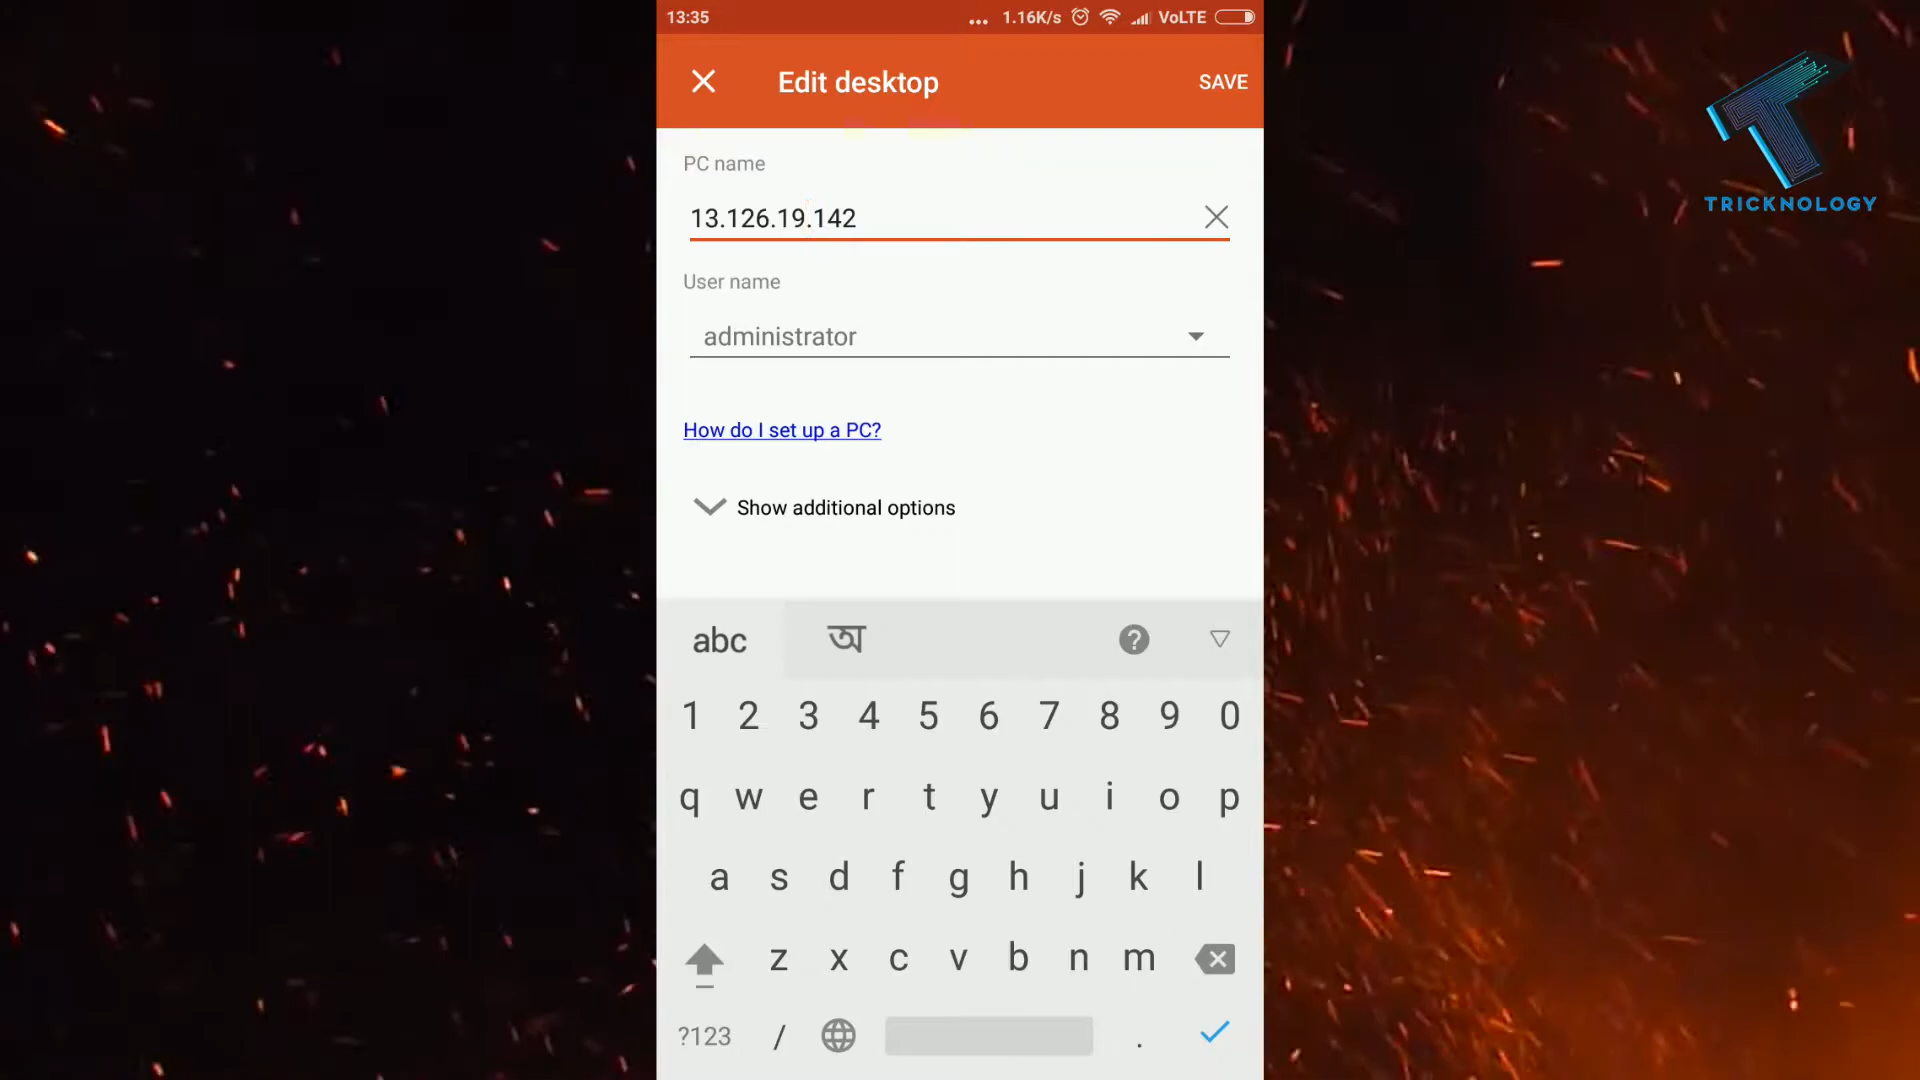 13:35 ... 1.16K/s VoLTE
Edit desktop SAVE
PC name
13.126.19.142
User name
administrator
How do I set up a PC?
Show additional options
abc অ ?
1 2 3 4 5 6 7 8 9 0
q w e r t y u i o p
a s d f g h j k l
z x c v b n m
?123 / .
TRICKNOLOGY